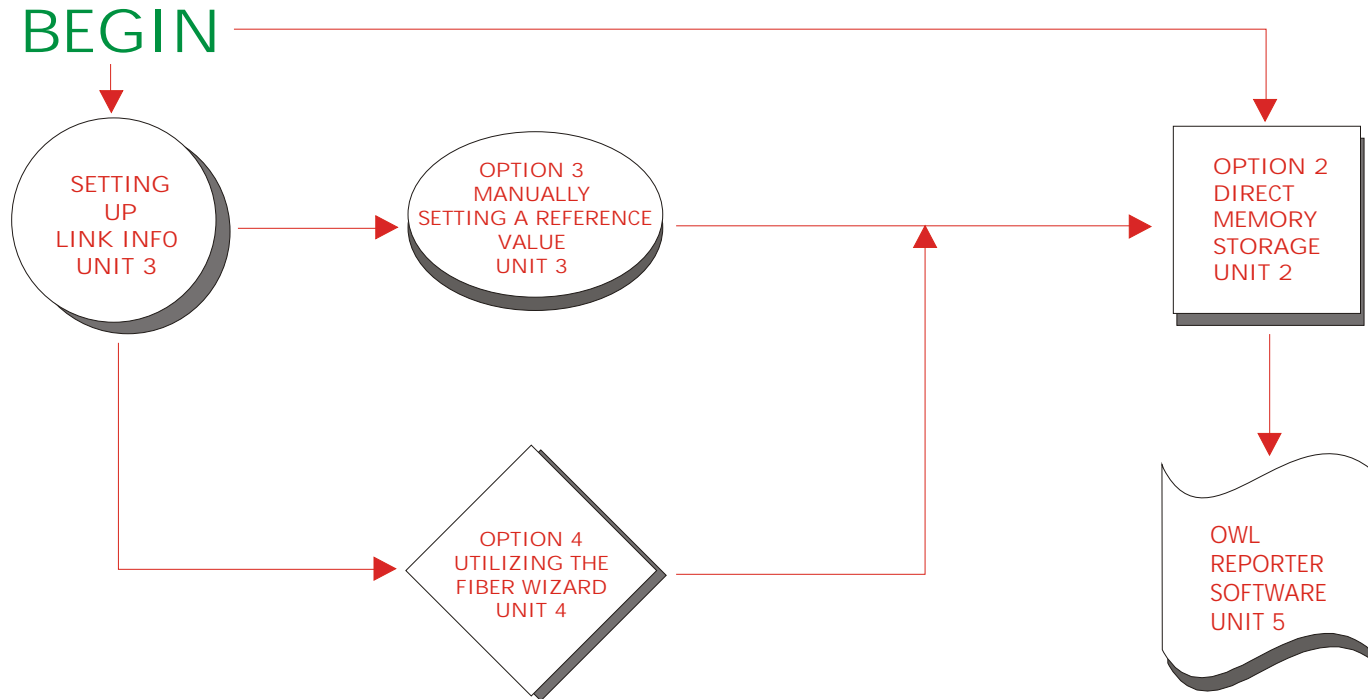 BEGIN
SETTING
UP
LINK INFO
UNIT 3
OPTION 3
MANUALLY
SETTING A REFERENCE
VALUE
UNIT 3
OPTION 2
DIRECT
MEMORY
STORAGE
UNIT 2
OPTION 4
UTILIZING THE
FIBER WIZARD
UNIT 4
OWL
REPORTER
SOFTWARE
UNIT 5